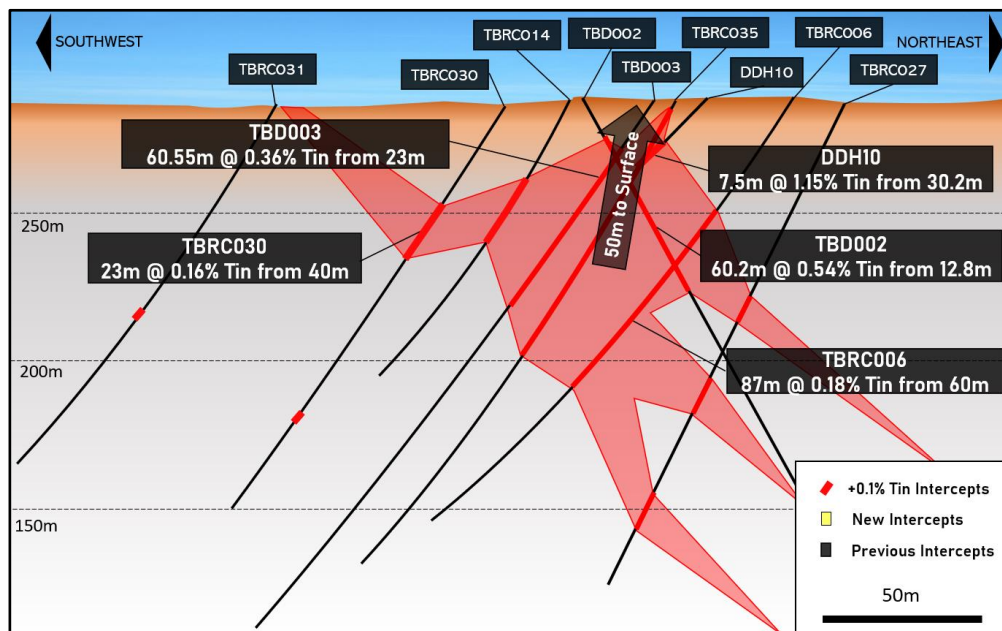 SOUTHWEST
NORTHEAST
TBRC031
TBRC030
TBRC014
TBD002
TBD003
TBRC035
DDH10
TBRC006
TBRC027
TBD003
60.55m @ 0.36% Tin from 23m
TBRC030
23m @ 0.16% Tin from 40m
50m to Surface
DDH10
7.5m @ 1.15% Tin from 30.2m
TBD002
60.2m @ 0.54% Tin from 12.8m
TBRC006
87m @ 0.18% Tin from 60m
250m
200m
150m
+0.1% Tin Intercepts
New Intercepts
Previous Intercepts
50m